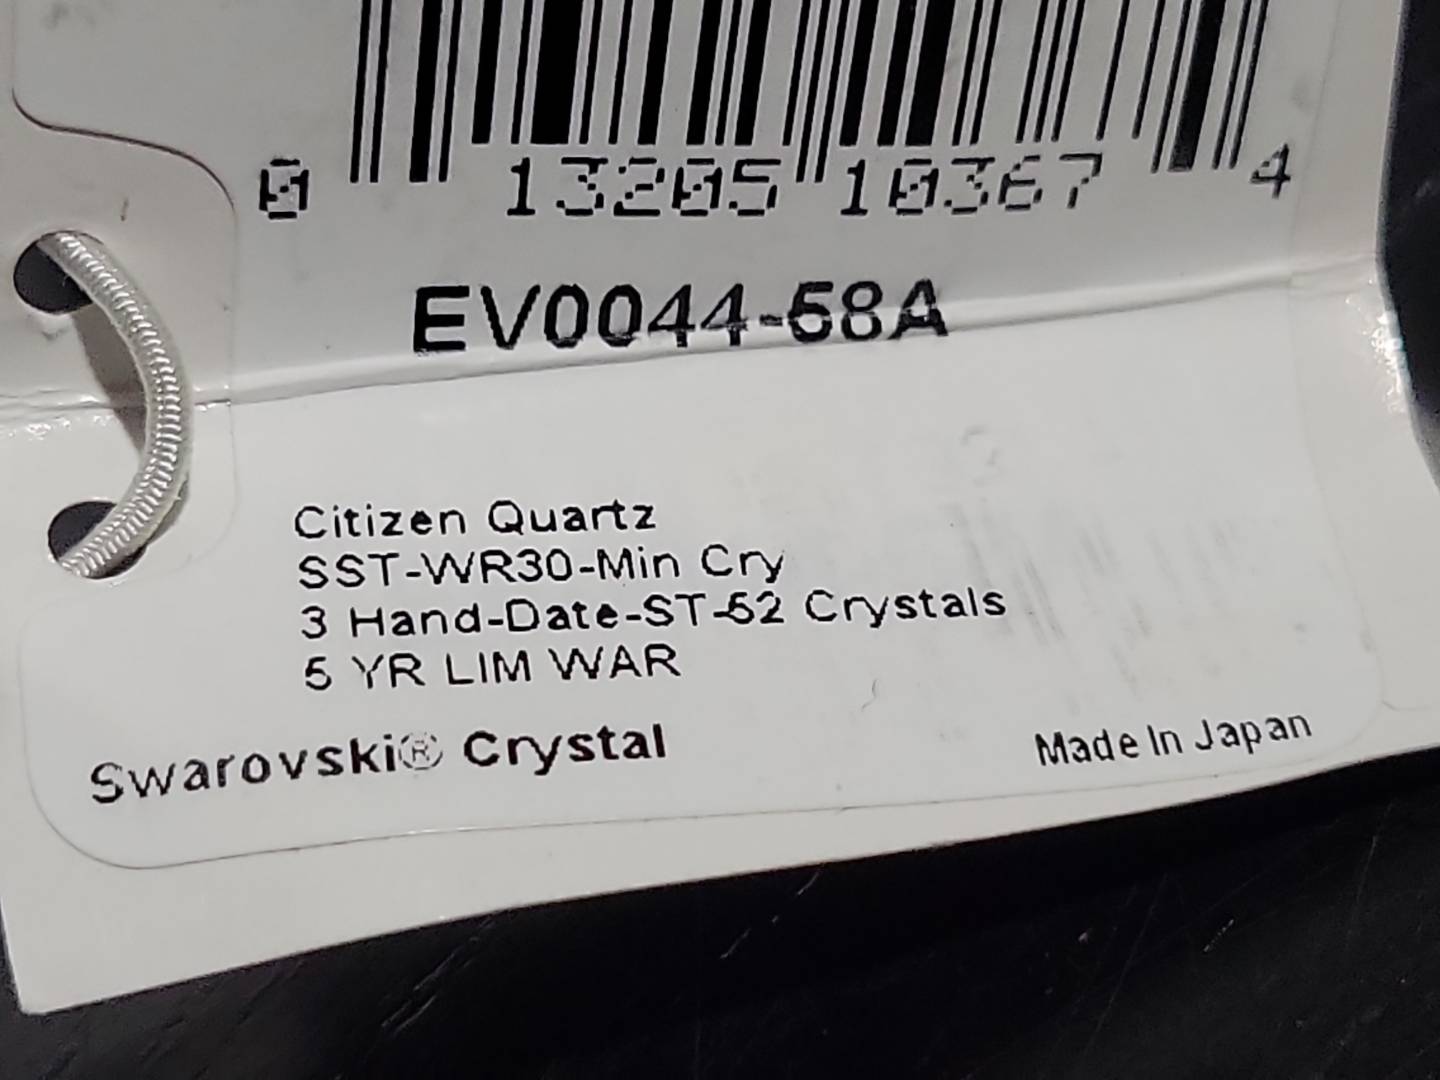 0 13205 10367 4
EV0044-58A
Citizen Quartz
SST-WR30-Min Cry
3 Hand-Date-ST-52 Crystals
5 YR LIM WAR
Swarovski® Crystal
Made In Japan